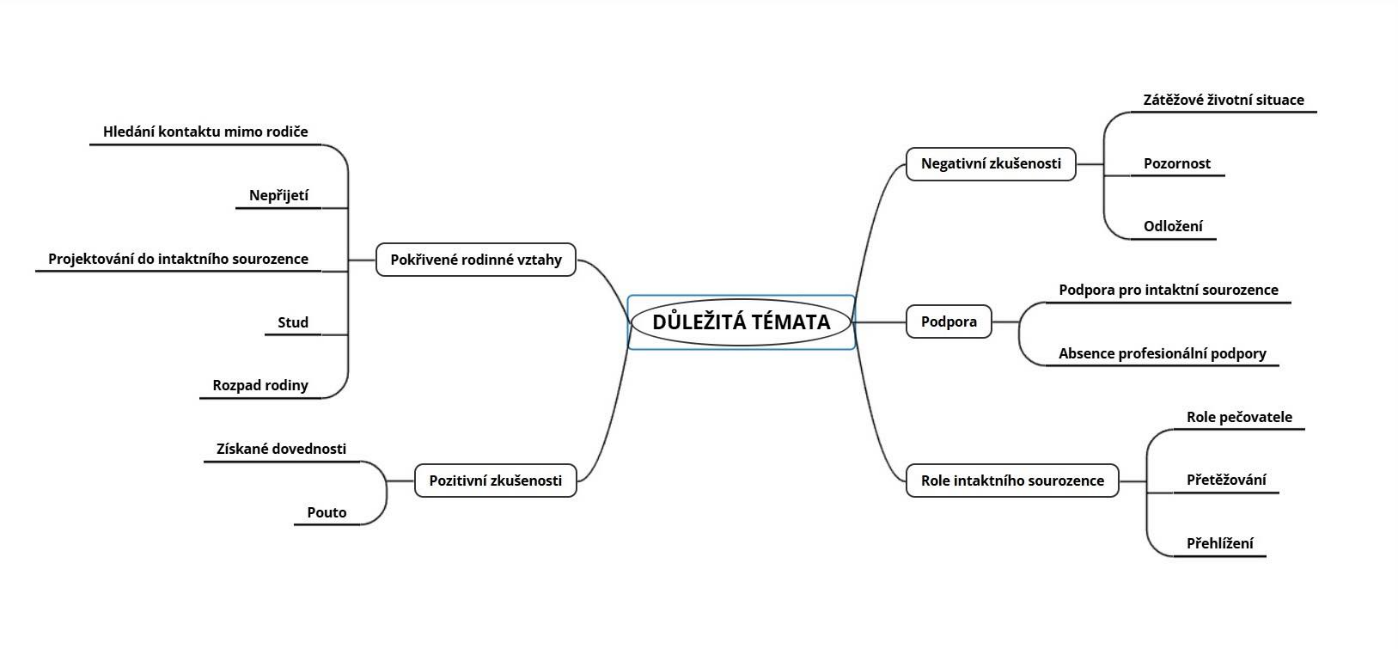 DŮLEŽITÁ TÉMATA
Negativní zkušenosti
Zátěžové životní situace
Pozornost
Odložení
Podpora
Podpora pro intaktní sourozence
Absence profesionální podpory
Role intaktního sourozence
Role pečovatele
Přetěžování
Přehlížení
Pokřivené rodinné vztahy
Hledání kontaktu mimo rodiče
Nepřijetí
Projektování do intaktního sourozence
Stud
Rozpad rodiny
Pozitivní zkušenosti
Získané dovednosti
Pouto